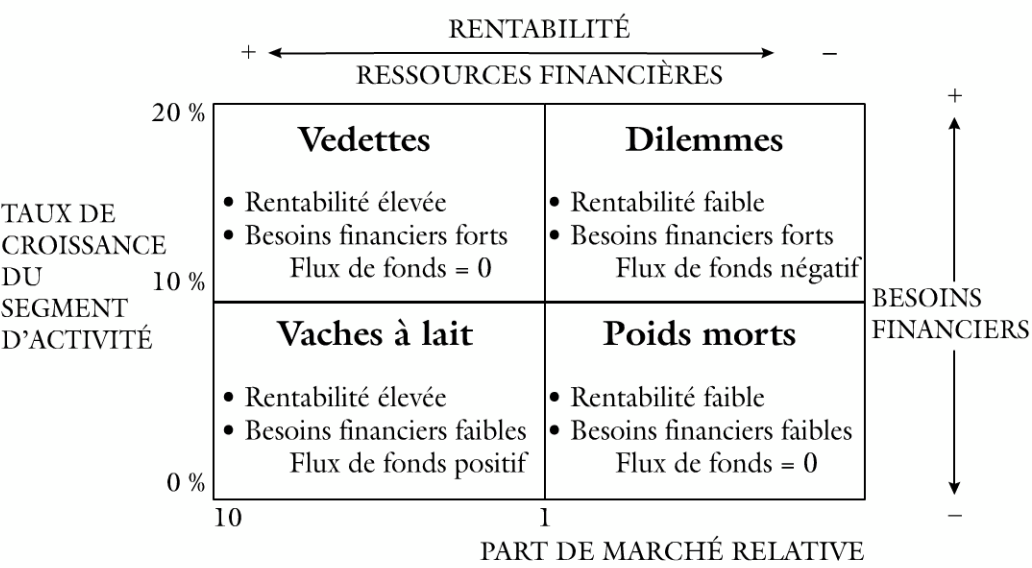 RENTABILITÉ
+ –
RESSOURCES FINANCIÈRES
+
20 %
Vedettes
• Rentabilité élevée
• Besoins financiers forts
Flux de fonds = 0
Dilemmes
• Rentabilité faible
• Besoins financiers forts
Flux de fonds négatif
TAUX DE
CROISSANCE
DU
SEGMENT
D’ACTIVITÉ
10 %
BESOINS
FINANCIERS
Vaches à lait
• Rentabilité élevée
• Besoins financiers faibles
Flux de fonds positif
Poids morts
• Rentabilité faible
• Besoins financiers faibles
Flux de fonds = 0
0 %
–
10 1
PART DE MARCHÉ RELATIVE